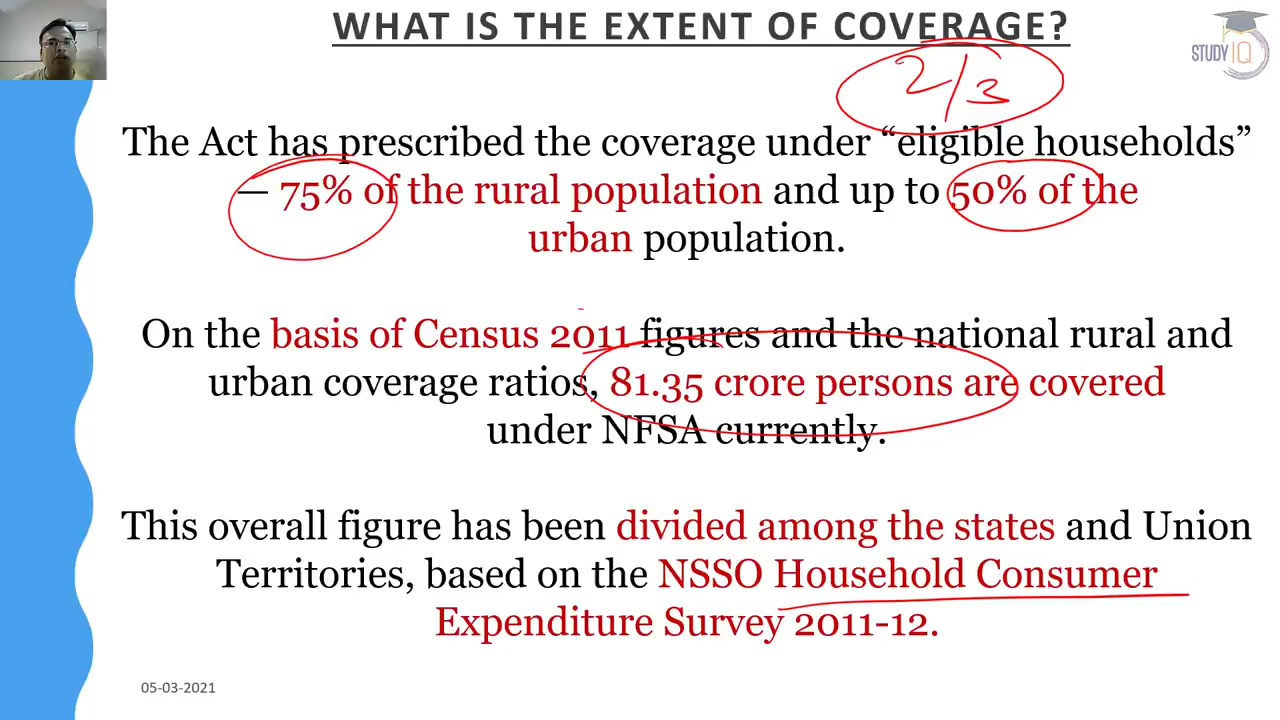 WHAT IS THE EXTENT OF COVERAGE?
STUDY IQ
2/3
The Act has prescribed the coverage under “eligible households”
— 75% of the rural population and up to 50% of the
urban population.
On the basis of Census 2011 figures and the national rural and
urban coverage ratios, 81.35 crore persons are covered
under NFSA currently.
This overall figure has been divided among the states and Union
Territories, based on the NSSO Household Consumer
Expenditure Survey 2011-12.
05-03-2021